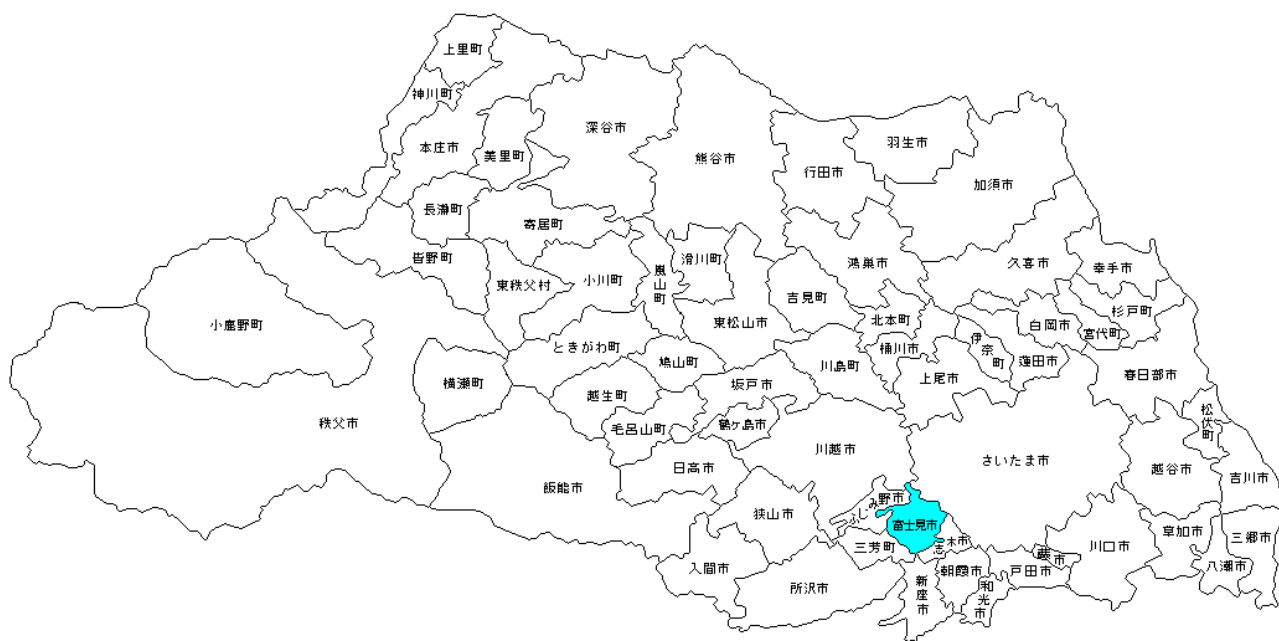 上里町
神川町
本庄市
美里町
深谷市
熊谷市
行田市
羽生市
加須市
長瀞町
寄居町
皆野町
東秩父村
小川町
嵐山町
滑川町
吉見町
鴻巣市
久喜市
幸手市
小鹿野町
東松山市
北本町
白岡市
杉戸町
宮代町
ときがわ町
鳩山町
川島町
桶川市
伊奈町
蓮田市
横瀬町
越生町
坂戸市
上尾市
春日部市
秩父市
毛呂山町
鶴ヶ島市
松伏町
川越市
さいたま市
越谷市
吉川市
飯能市
日高市
狭山市
ふじみ野市
富士見市
三芳町
志木市
川口市
草加市
三郷市
入間市
所沢市
新座市
朝霞市
和光市
戸田市
蕨市
八潮市